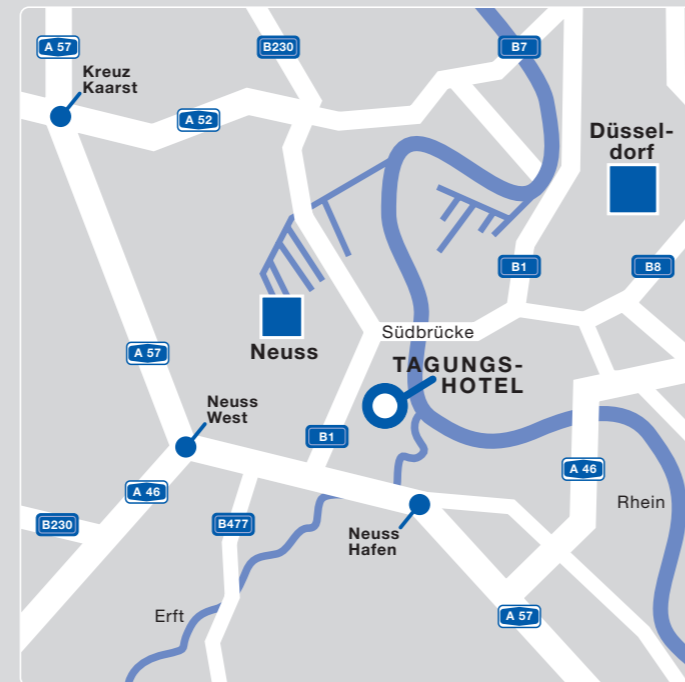 A 57
B230
B7
Kreuz
Kaarst
A 52
Düssel-
dorf
B1
B8
Südbrücke
Neuss
A 57
TAGUNGS-
HOTEL
Neuss
West
B1
A 46
A 46
Rhein
B230
B477
Neuss
Hafen
Erft
A 57